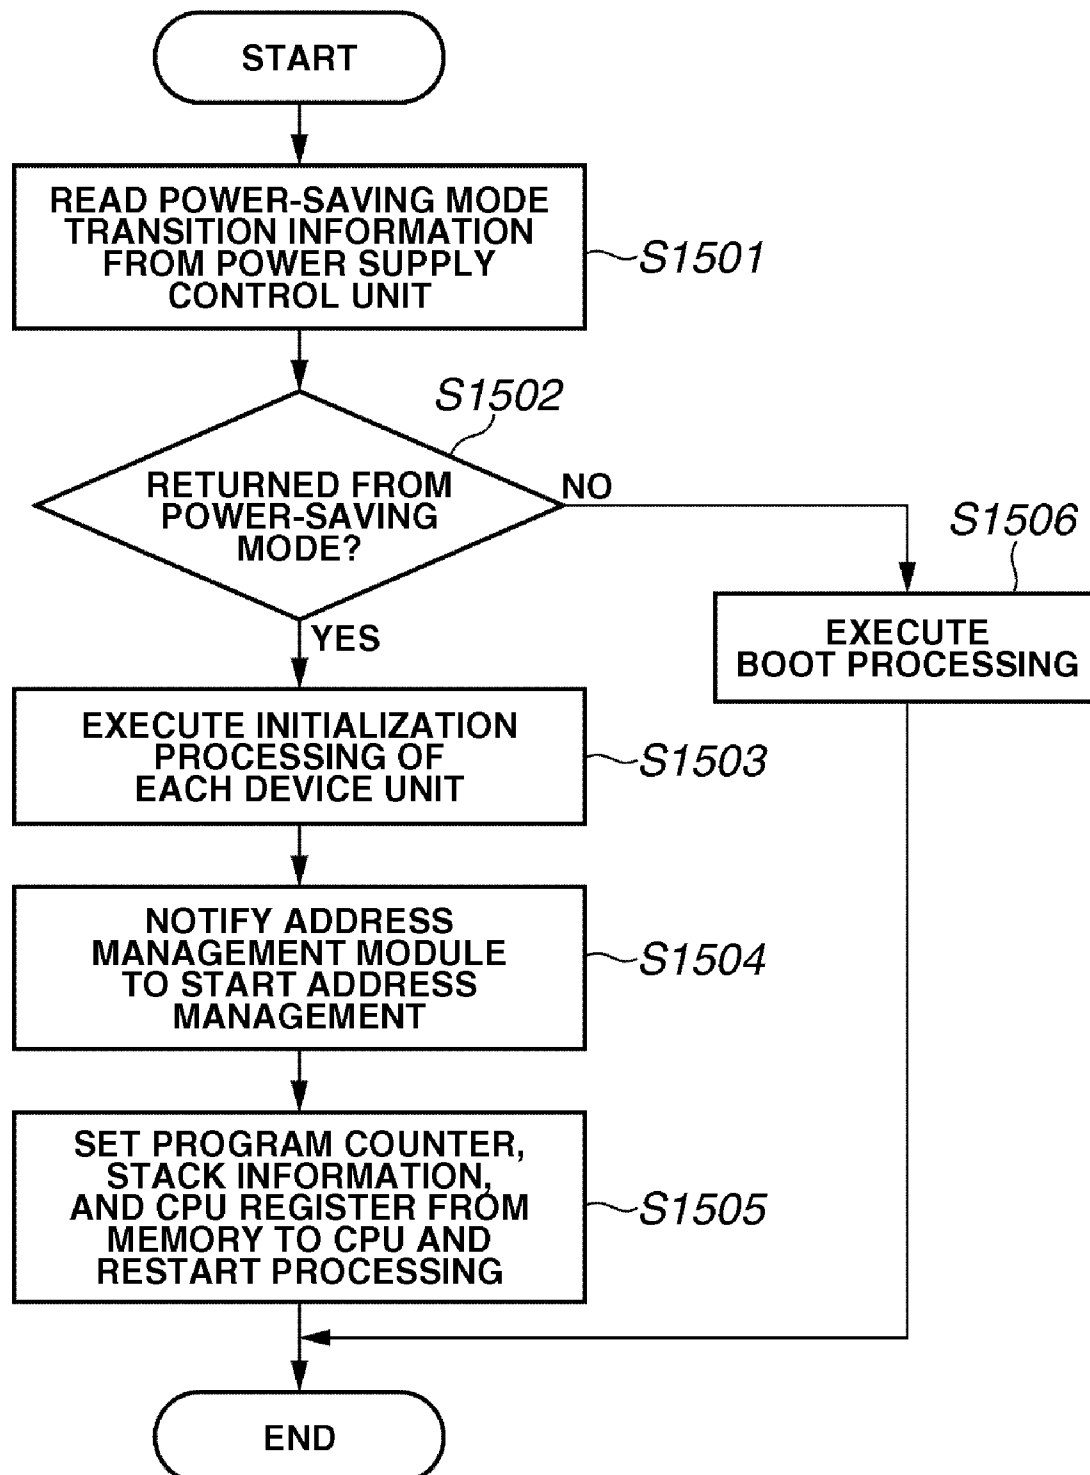 START
READ POWER-SAVING MODE
TRANSITION INFORMATION
FROM POWER SUPPLY
CONTROL UNIT
S1501
S1502
RETURNED FROM
POWER-SAVING
MODE?
NO
YES
S1506
EXECUTE
BOOT PROCESSING
EXECUTE INITIALIZATION
PROCESSING OF
EACH DEVICE UNIT
S1503
NOTIFY ADDRESS
MANAGEMENT MODULE
TO START ADDRESS
MANAGEMENT
S1504
SET PROGRAM COUNTER,
STACK INFORMATION,
AND CPU REGISTER FROM
MEMORY TO CPU AND
RESTART PROCESSING
S1505
END